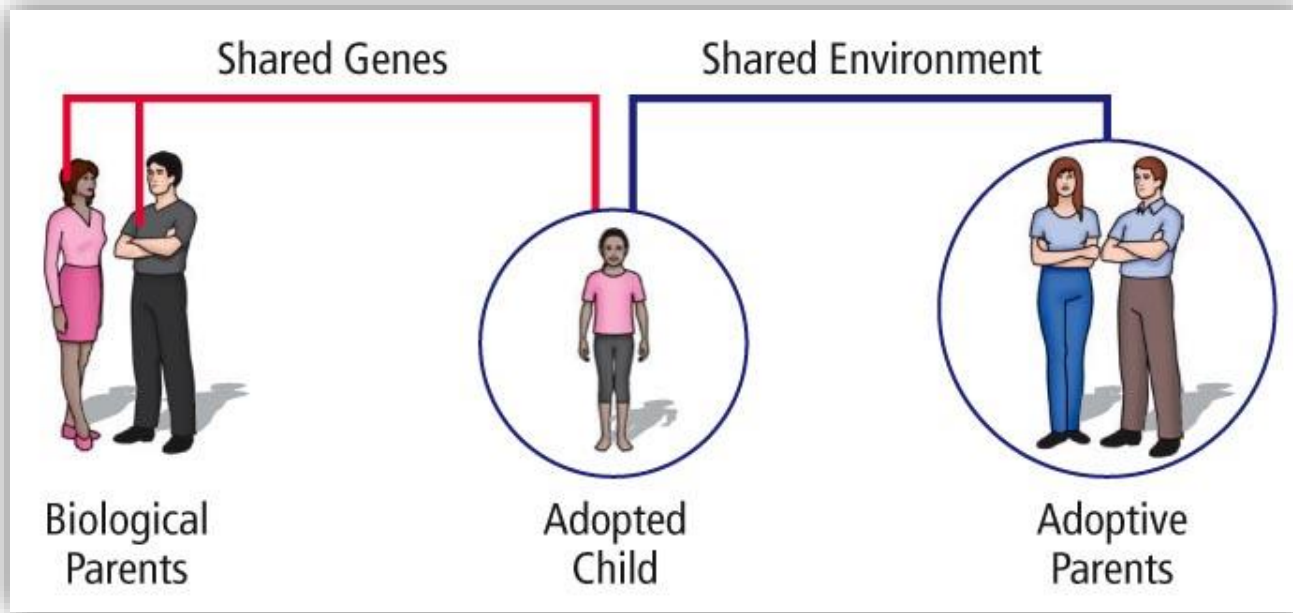 Shared Genes
Shared Environment
Biological
Parents
Adopted
Child
Adoptive
Parents